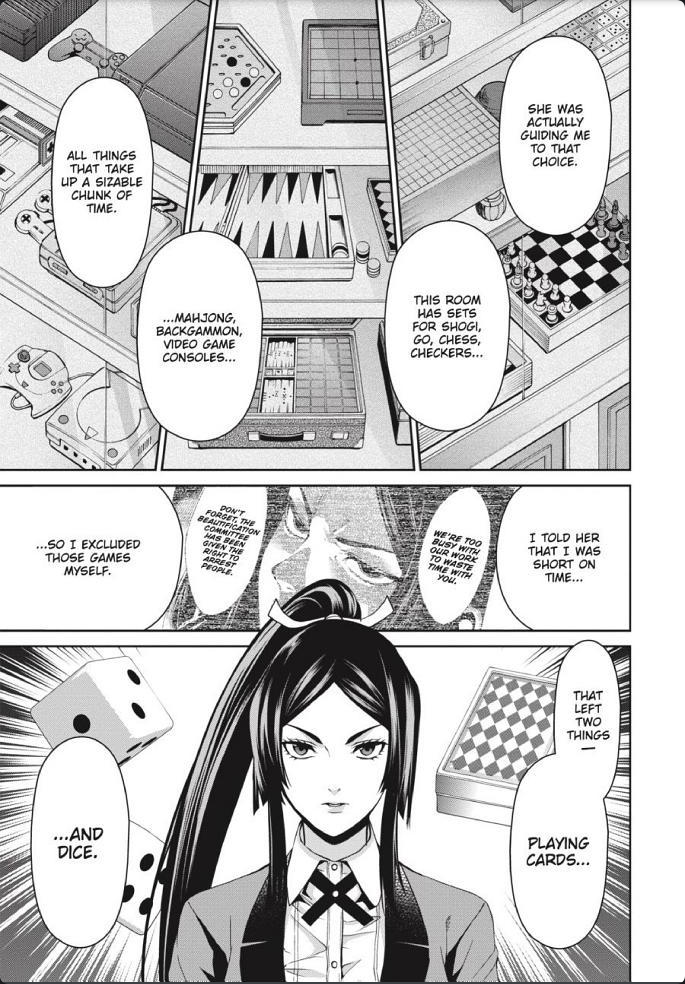 SHE WAS
ACTUALLY
GUIDING ME
TO THAT
CHOICE.
THIS ROOM
HAS SETS
FOR SHOGI,
GO, CHESS,
CHECKERS...
...MAHJONG,
BACKGAMMON,
VIDEO GAME
CONSOLES...
ALL THINGS
THAT TAKE
UP A SIZABLE
CHUNK OF
TIME.
I TOLD HER
THAT I WAS
SHORT ON
TIME...
WE'RE TOO
BUSY WITH
OUR WORK
TO WASTE
TIME WITH
YOU.
DON'T
FORGET, THE
BEAUTIFICATION
COMMITTEE
HAS BEEN
GIVEN THE
RIGHT TO
ARREST
PEOPLE.
...SO I EXCLUDED
THOSE GAMES
MYSELF.
THAT
LEFT
TWO
THINGS
—
PLAYING
CARDS...
...AND
DICE.